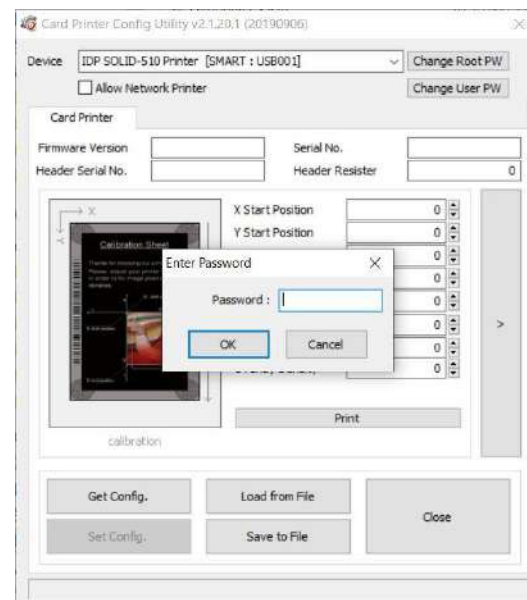 Card Printer Config Utility v2.1.20.1 (20190906)
Device IDP SOLID-510 Printer [SMART : USB001] Change Root PW
Allow Network Printer Change User PW
Card Printer
Firmware Version Serial No.
Header Serial No. Header Resister 0
X
X Start Position 0
Y
Y Start Position 0
Calibration Sheet
0
Enter Password
0
Password :
0
0
OK Cancel
0
0
>
Print
calibration
Get Config. Load from File
Close
Set Config. Save to File